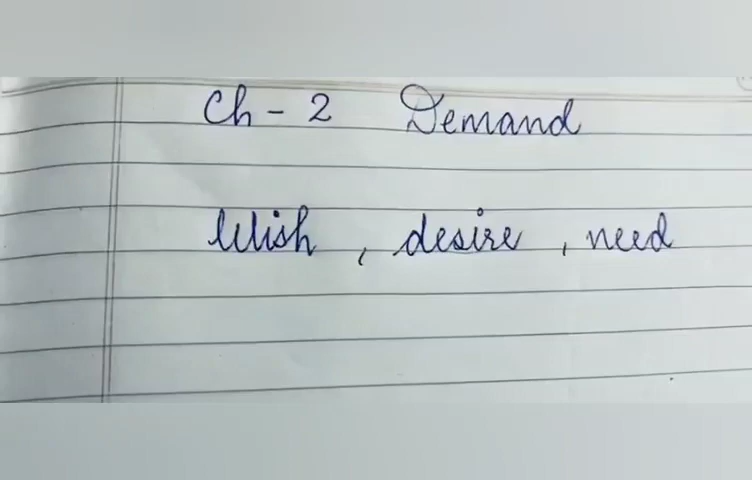 Ch - 2 Demand
Wish , desire , need